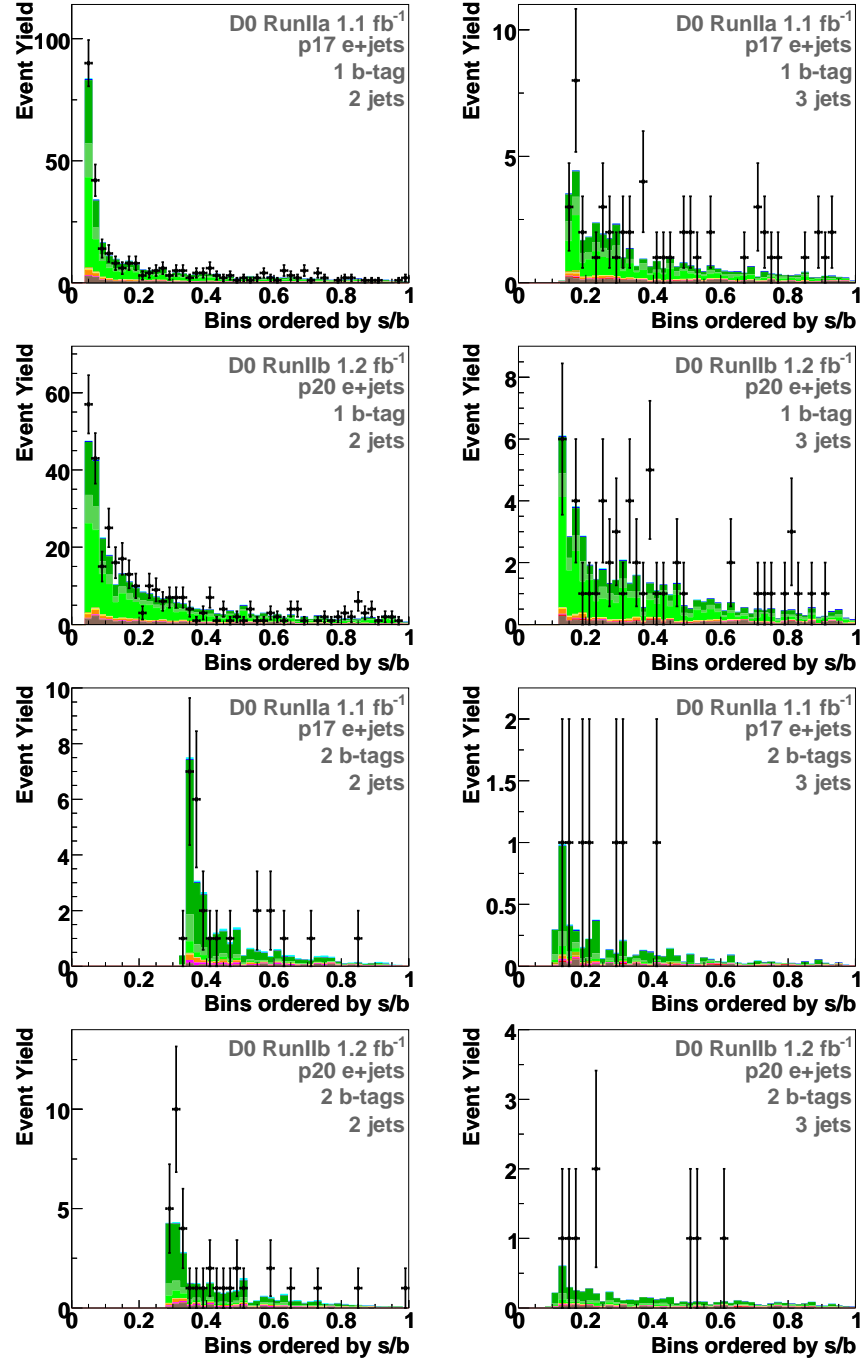 Event Yield
100
50
0
D0 RunIIa 1.1 fb-1
p17 e+jets
1 b-tag
2 jets
0 0.2 0.4 0.6 0.8 1
Bins ordered by s/b
Event Yield
10
5
0
D0 RunIIa 1.1 fb-1
p17 e+jets
1 b-tag
3 jets
0 0.2 0.4 0.6 0.8 1
Bins ordered by s/b
Event Yield
60
40
20
0
D0 RunIIb 1.2 fb-1
p20 e+jets
1 b-tag
2 jets
0 0.2 0.4 0.6 0.8 1
Bins ordered by s/b
Event Yield
8
6
4
2
0
D0 RunIIb 1.2 fb-1
p20 e+jets
1 b-tag
3 jets
0 0.2 0.4 0.6 0.8 1
Bins ordered by s/b
Event Yield
10
8
6
4
2
0
D0 RunIIa 1.1 fb-1
p17 e+jets
2 b-tags
2 jets
0 0.2 0.4 0.6 0.8 1
Bins ordered by s/b
Event Yield
2
1.5
1
0.5
0
D0 RunIIa 1.1 fb-1
p17 e+jets
2 b-tags
3 jets
0 0.2 0.4 0.6 0.8 1
Bins ordered by s/b
Event Yield
10
5
0
D0 RunIIb 1.2 fb-1
p20 e+jets
2 b-tags
2 jets
0 0.2 0.4 0.6 0.8 1
Bins ordered by s/b
Event Yield
4
3
2
1
0
D0 RunIIb 1.2 fb-1
p20 e+jets
2 b-tags
3 jets
0 0.2 0.4 0.6 0.8 1
Bins ordered by s/b